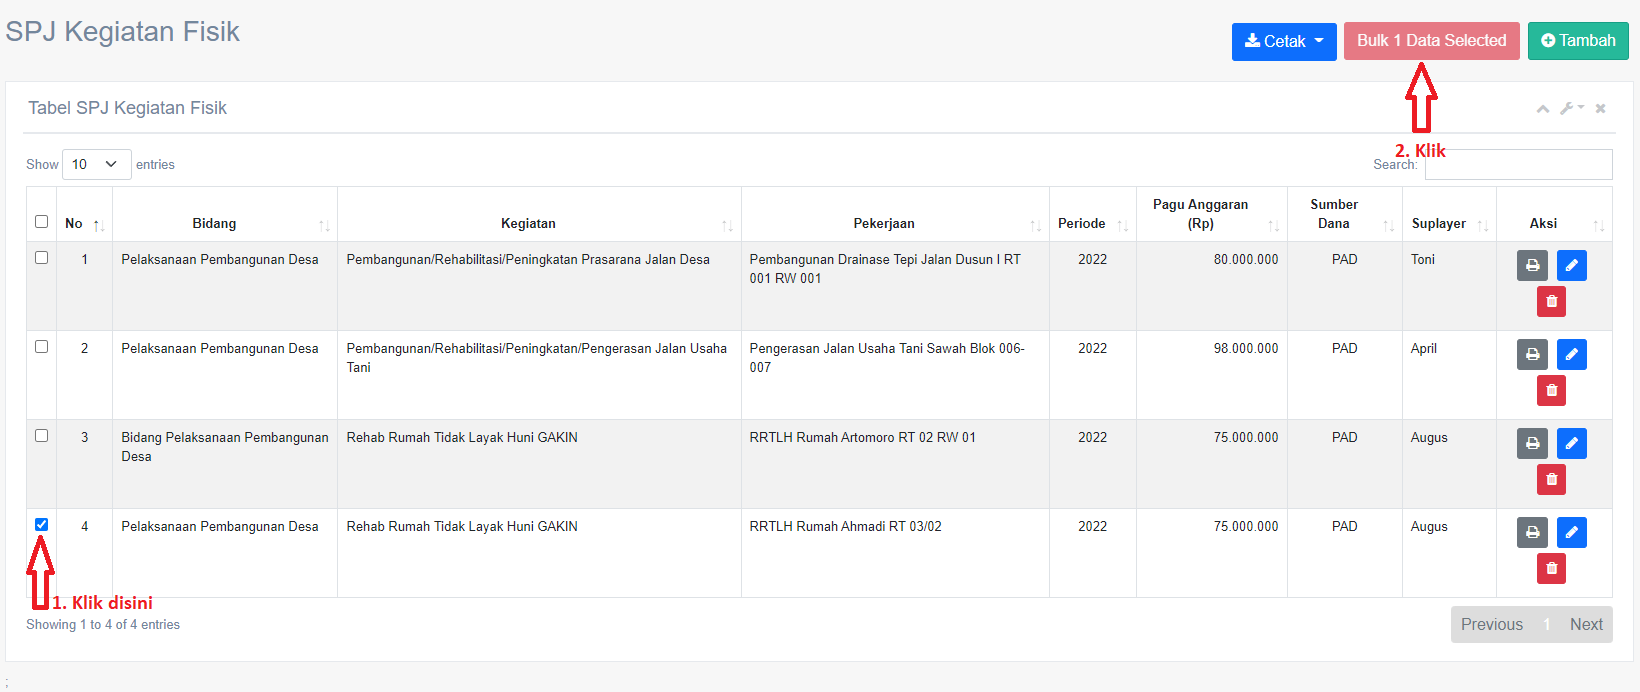 SPJ Kegiatan Fisik
Cetak
Bulk 1 Data Selected
Tambah
Tabel SPJ Kegiatan Fisik
2. Klik
Show 10 entries
Search:
No Bidang Kegiatan Pekerjaan Periode Pagu Anggaran (Rp) Sumber Dana Suplayer Aksi
1 Pelaksanaan Pembangunan Desa Pembangunan/Rehabilitasi/Peningkatan Prasarana Jalan Desa Pembangunan Drainase Tepi Jalan Dusun I RT 2022 80.000.000 PAD Toni
001 RW 001
2 Pelaksanaan Pembangunan Desa Pembangunan/Rehabilitasi/Peningkatan/Pengerasan Jalan Usaha Pengerasan Jalan Usaha Tani Sawah Blok 006- 2022 98.000.000 PAD April
Tani 007
3 Bidang Pelaksanaan Pembangunan Rehab Rumah Tidak Layak Huni GAKIN RRTLH Rumah Artomoro RT 02 RW 01 2022 75.000.000 PAD Augus
Desa
4 Pelaksanaan Pembangunan Desa Rehab Rumah Tidak Layak Huni GAKIN RRTLH Rumah Ahmadi RT 03/02 2022 75.000.000 PAD Augus
1. Klik disini
Showing 1 to 4 of 4 entries
Previous 1 Next
;